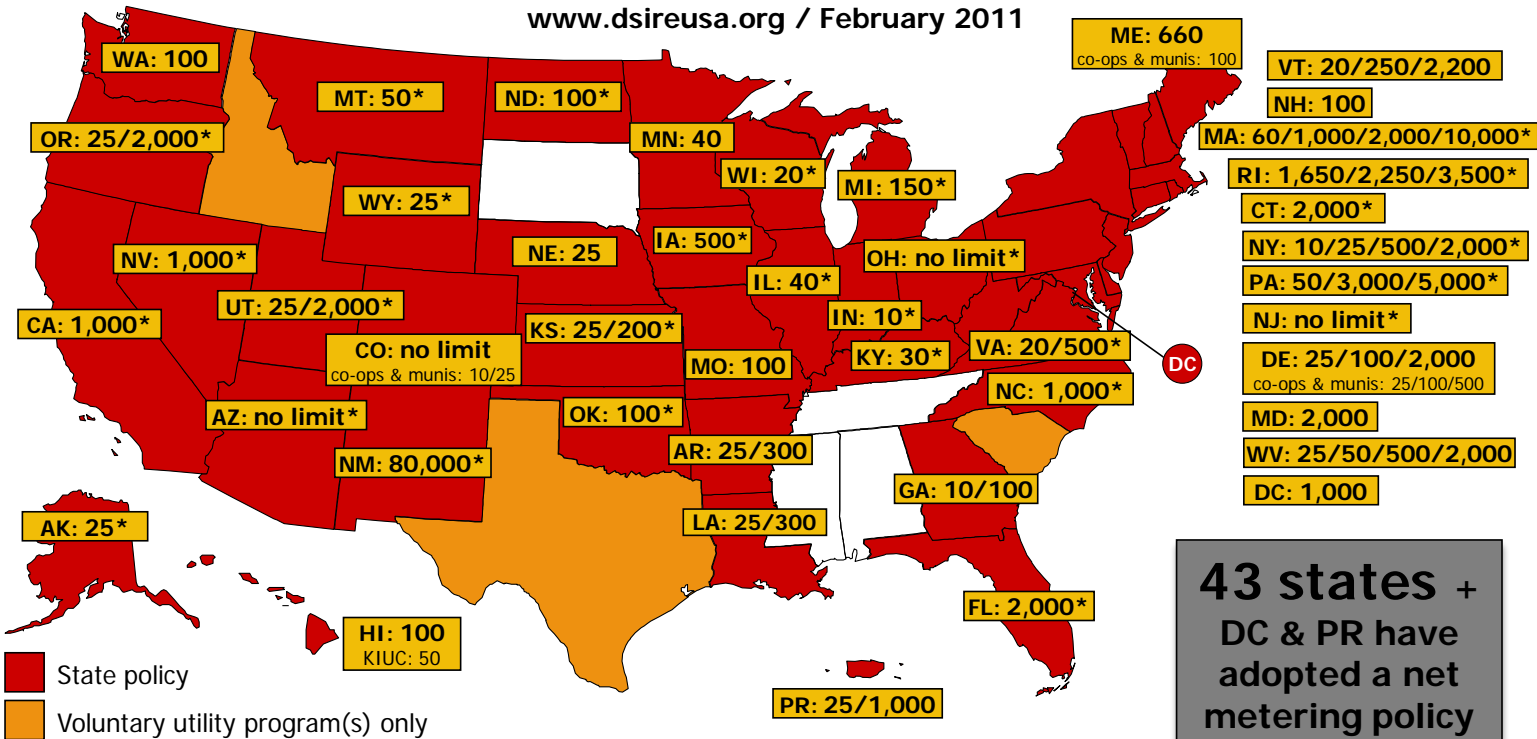 www.dsireusa.org / February 2011
WA: 100
OR: 25/2,000*
MT: 50*
ND: 100*
MN: 40
WI: 20*
MI: 150*
WY: 25*
NV: 1,000*
UT: 25/2,000*
CA: 1,000*
NE: 25
IA: 500*
IL: 40*
OH: no limit*
IN: 10*
KS: 25/200*
CO: no limit
co-ops & munis: 10/25
MO: 100
KY: 30*
VA: 20/500*
DC
NC: 1,000*
AZ: no limit*
OK: 100*
NM: 80,000*
AR: 25/300
GA: 10/100
LA: 25/300
AK: 25*
HI: 100
KIUC: 50
FL: 2,000*
PR: 25/1,000
ME: 660
co-ops & munis: 100
VT: 20/250/2,200
NH: 100
MA: 60/1,000/2,000/10,000*
RI: 1,650/2,250/3,500*
CT: 2,000*
NY: 10/25/500/2,000*
PA: 50/3,000/5,000*
NJ: no limit*
DE: 25/100/2,000
co-ops & munis: 25/100/500
MD: 2,000
WV: 25/50/500/2,000
DC: 1,000
State policy
Voluntary utility program(s) only
43 states +
DC & PR have
adopted a net
metering policy